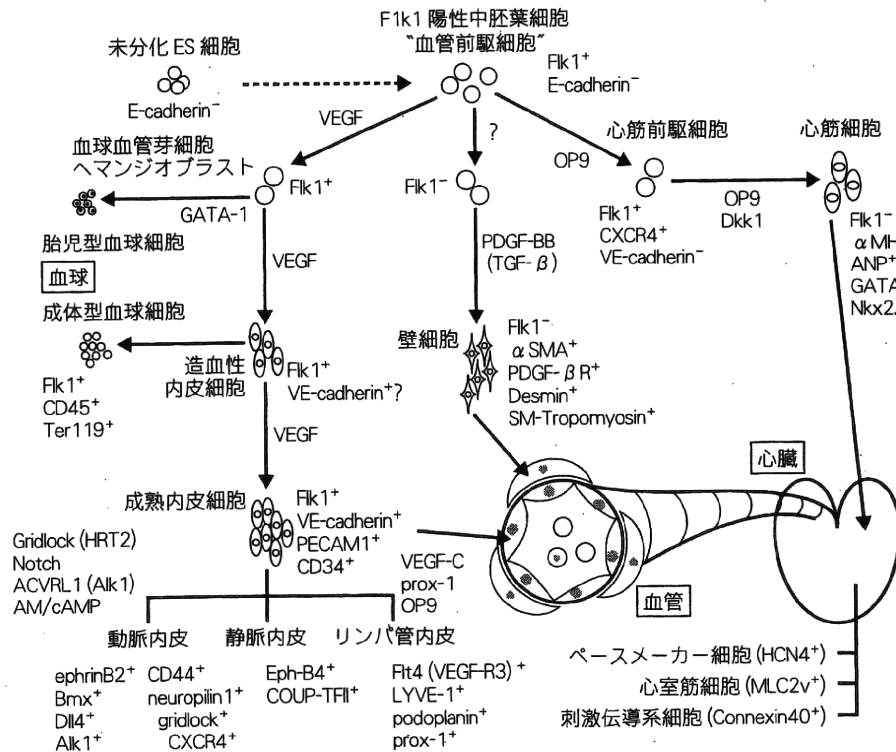 F1k1 陽性中胚葉細胞
"血管前駆細胞"
未分化 ES 細胞
E-cadherin⁻
Flk1⁺
E-cadherin⁻
VEGF
?
OP9
血球血管芽細胞
ヘマンジオブラスト
Flk1⁺
GATA-1
胎児型血球細胞
Flk1⁻
心筋前駆細胞
Flk1⁺
CXCR4⁺
VE-cadherin⁻
OP9
Dkk1
心筋細胞
Flk1⁻
αMH
ANP⁺
GATA
Nkx2.
血球
VEGF
PDGF-BB
(TGF-β)
成体型血球細胞
Flk1⁺
CD45⁺
Ter119⁺
造血性
内皮細胞
Flk1⁺
VE-cadherin⁺?
壁細胞
Flk1⁻
αSMA⁺
PDGF-βR⁺
Desmin⁺
SM-Tropomyosin⁺
VEGF
成熟内皮細胞
Flk1⁺
VE-cadherin⁺
PECAM1⁺
CD34⁺
心臓
血管
Gridlock (HRT2)
Notch
ACVRL1 (Alk1)
AM/cAMP
VEGF-C
prox-1
OP9
動脈内皮
静脈内皮
リンパ管内皮
ephrinB2⁺
Bmx⁺
Dll4⁺
Alk1⁺
CD44⁺
neuropilin1⁺
gridlock⁺
CXCR4⁺
Eph-B4⁺
COUP-TFII⁺
Flt4 (VEGF-R3)⁺
LYVE-1⁺
podoplanin⁺
prox-1⁺
ペースメーカー細胞 (HCN4⁺)
心室筋細胞 (MLC2v⁺)
刺激伝導系細胞 (Connexin40⁺)